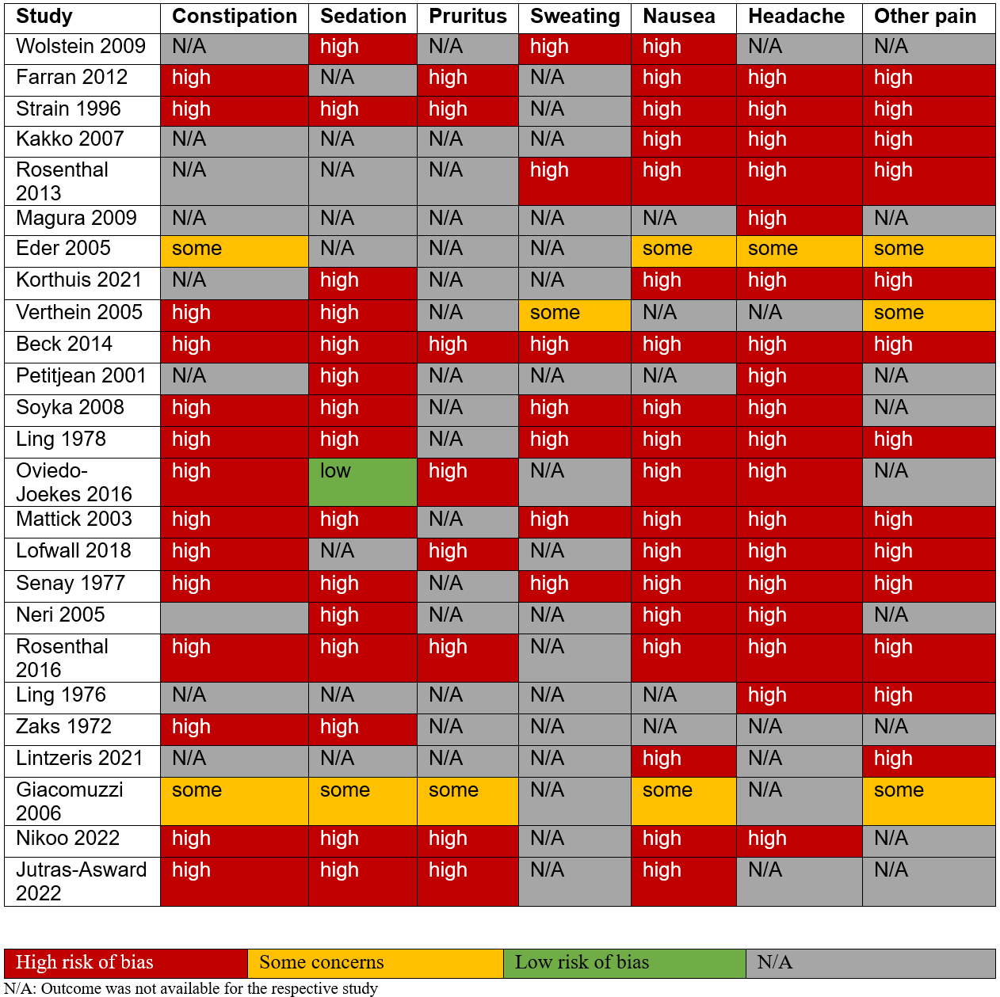 Study Constipation Sedation Pruritus Sweating Nausea Headache Other pain
Wolstein 2009 N/A high N/A high high N/A N/A
Farran 2012 high N/A high N/A high high high
Strain 1996 high high high N/A high high high
Kakko 2007 N/A N/A N/A N/A high high high
Rosenthal N/A N/A N/A high high high high
2013
Magura 2009 N/A N/A N/A N/A N/A high N/A
Eder 2005 some N/A N/A N/A some some some
Korthuis 2021 N/A high N/A N/A high high high
Verthein 2005 high high N/A some N/A N/A some
Beck 2014 high high high high high high high
Petitjean 2001 N/A high N/A N/A N/A high N/A
Soyka 2008 high high N/A high high high N/A
Ling 1978 high high N/A high high high high
Oviedo- high low high N/A high high N/A
Joekes 2016
Mattick 2003 high high N/A high high high high
Lofwall 2018 high N/A high N/A high high high
Senay 1977 high high N/A high high high high
Neri 2005 high N/A N/A high high N/A
Rosenthal high high high N/A high high high
2016
Ling 1976 N/A N/A N/A N/A N/A high high
Zaks 1972 high high N/A N/A N/A N/A N/A
Lintzeris 2021 N/A N/A N/A N/A high N/A high
Giacomuzzi some some some N/A some N/A some
2006
Nikoo 2022 high high high N/A high high N/A
Jutras-Asward high high high N/A high N/A N/A
2022
High risk of bias Some concerns Low risk of bias N/A
N/A: Outcome was not available for the respective study